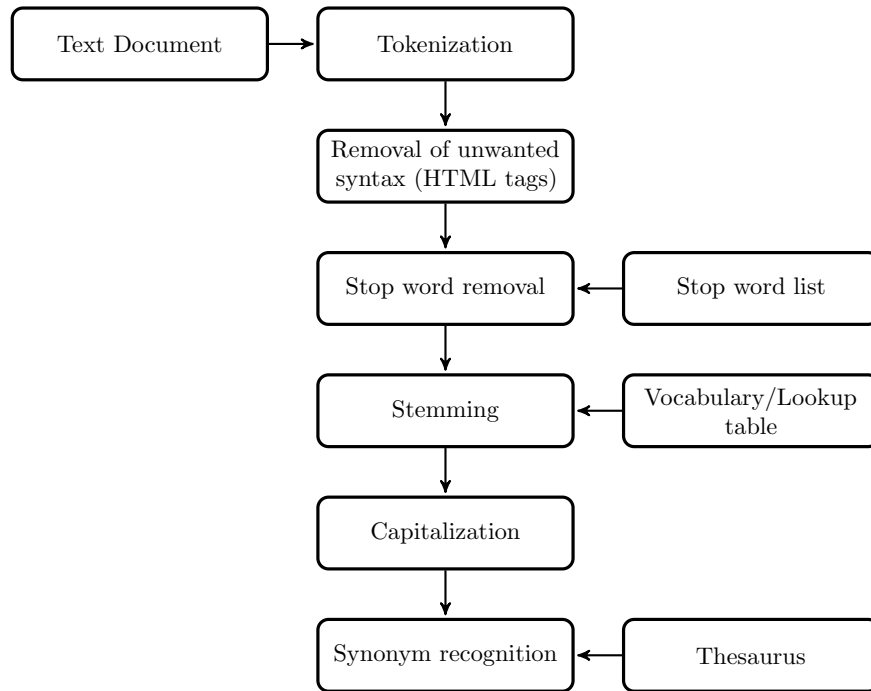 Text Document
Tokenization
Removal of unwanted
syntax (HTML tags)
Stop word removal
Stop word list
Stemming
Vocabulary/Lookup
table
Capitalization
Synonym recognition
Thesaurus